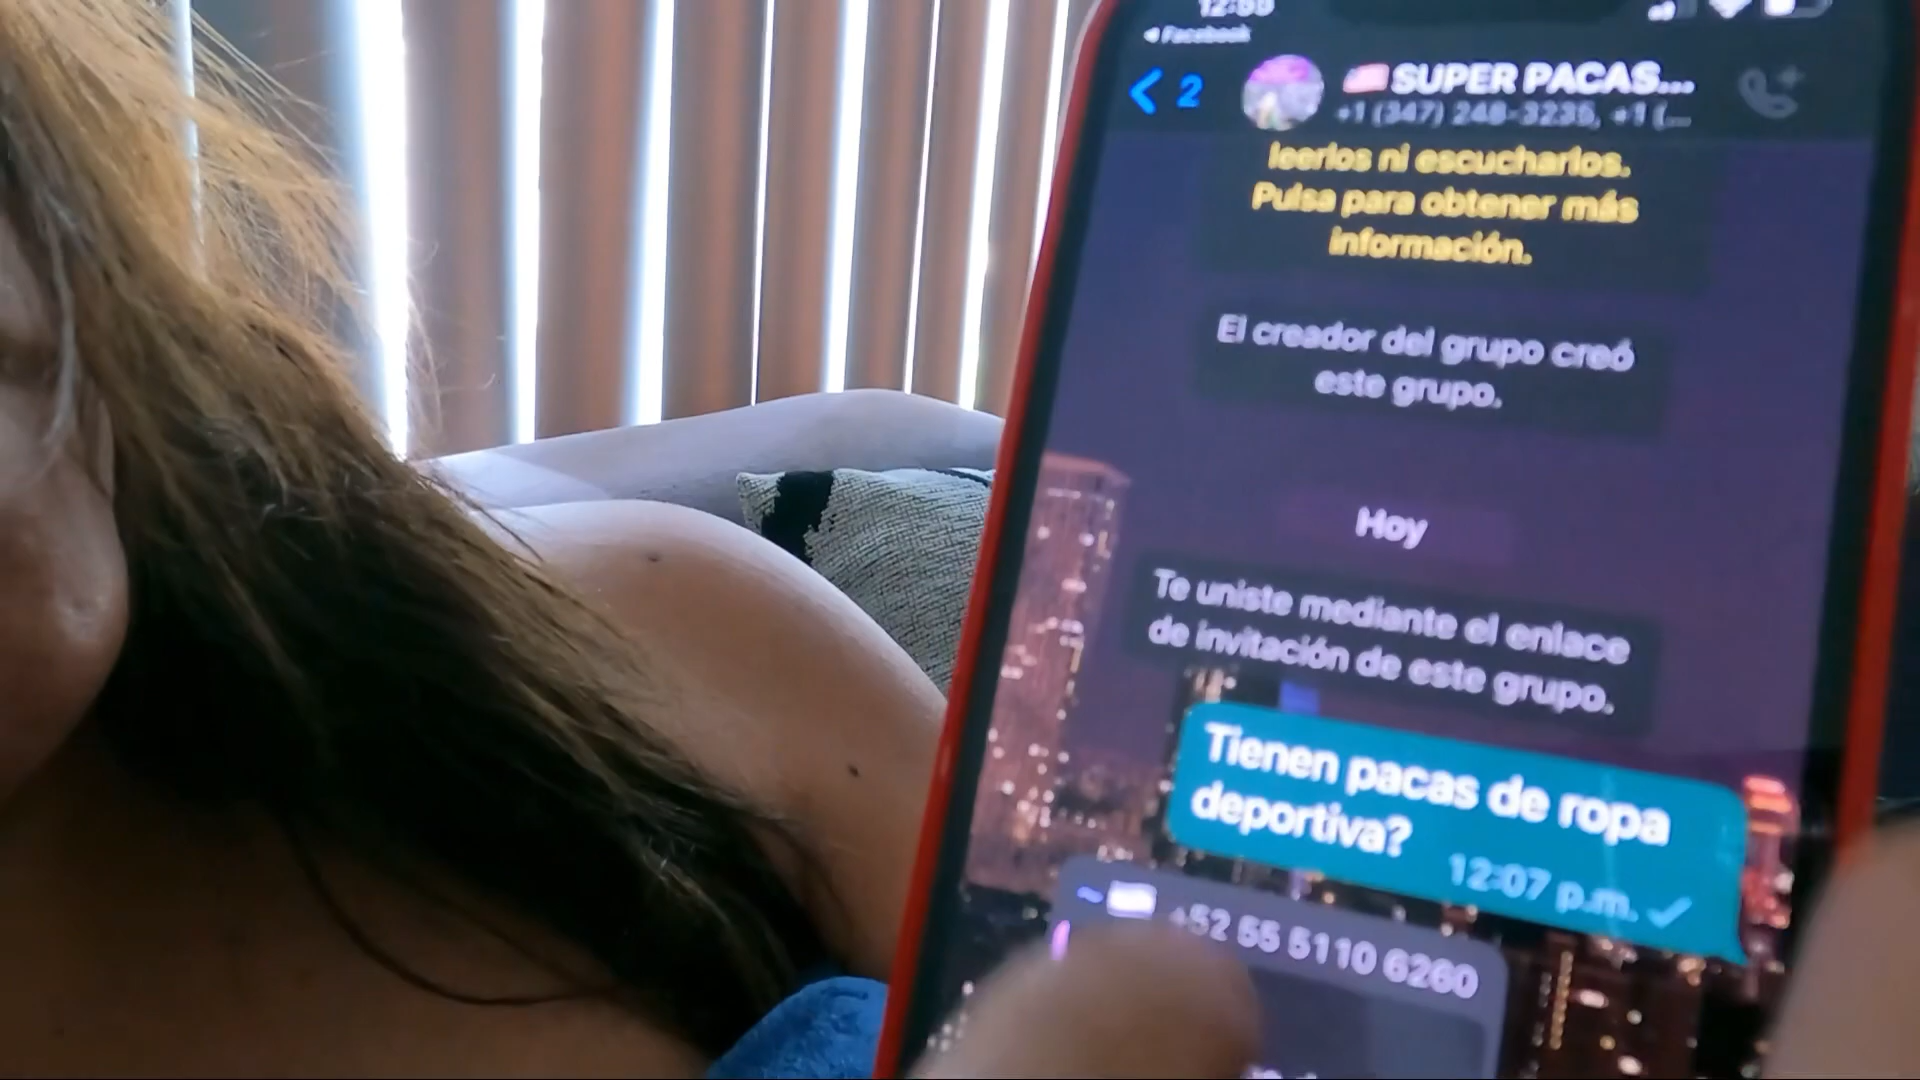 Facebook
2
SUPER PACAS...
+1 (347) 248-3235, +1 (...
leerlos ni escucharlos.
Pulsa para obtener más
información.
El creador del grupo creó
este grupo.
Hoy
Te uniste mediante el enlace
de invitación de este grupo.
Tienen pacas de ropa
deportiva?
12:07 p.m.
~ +52 55 5110 6260